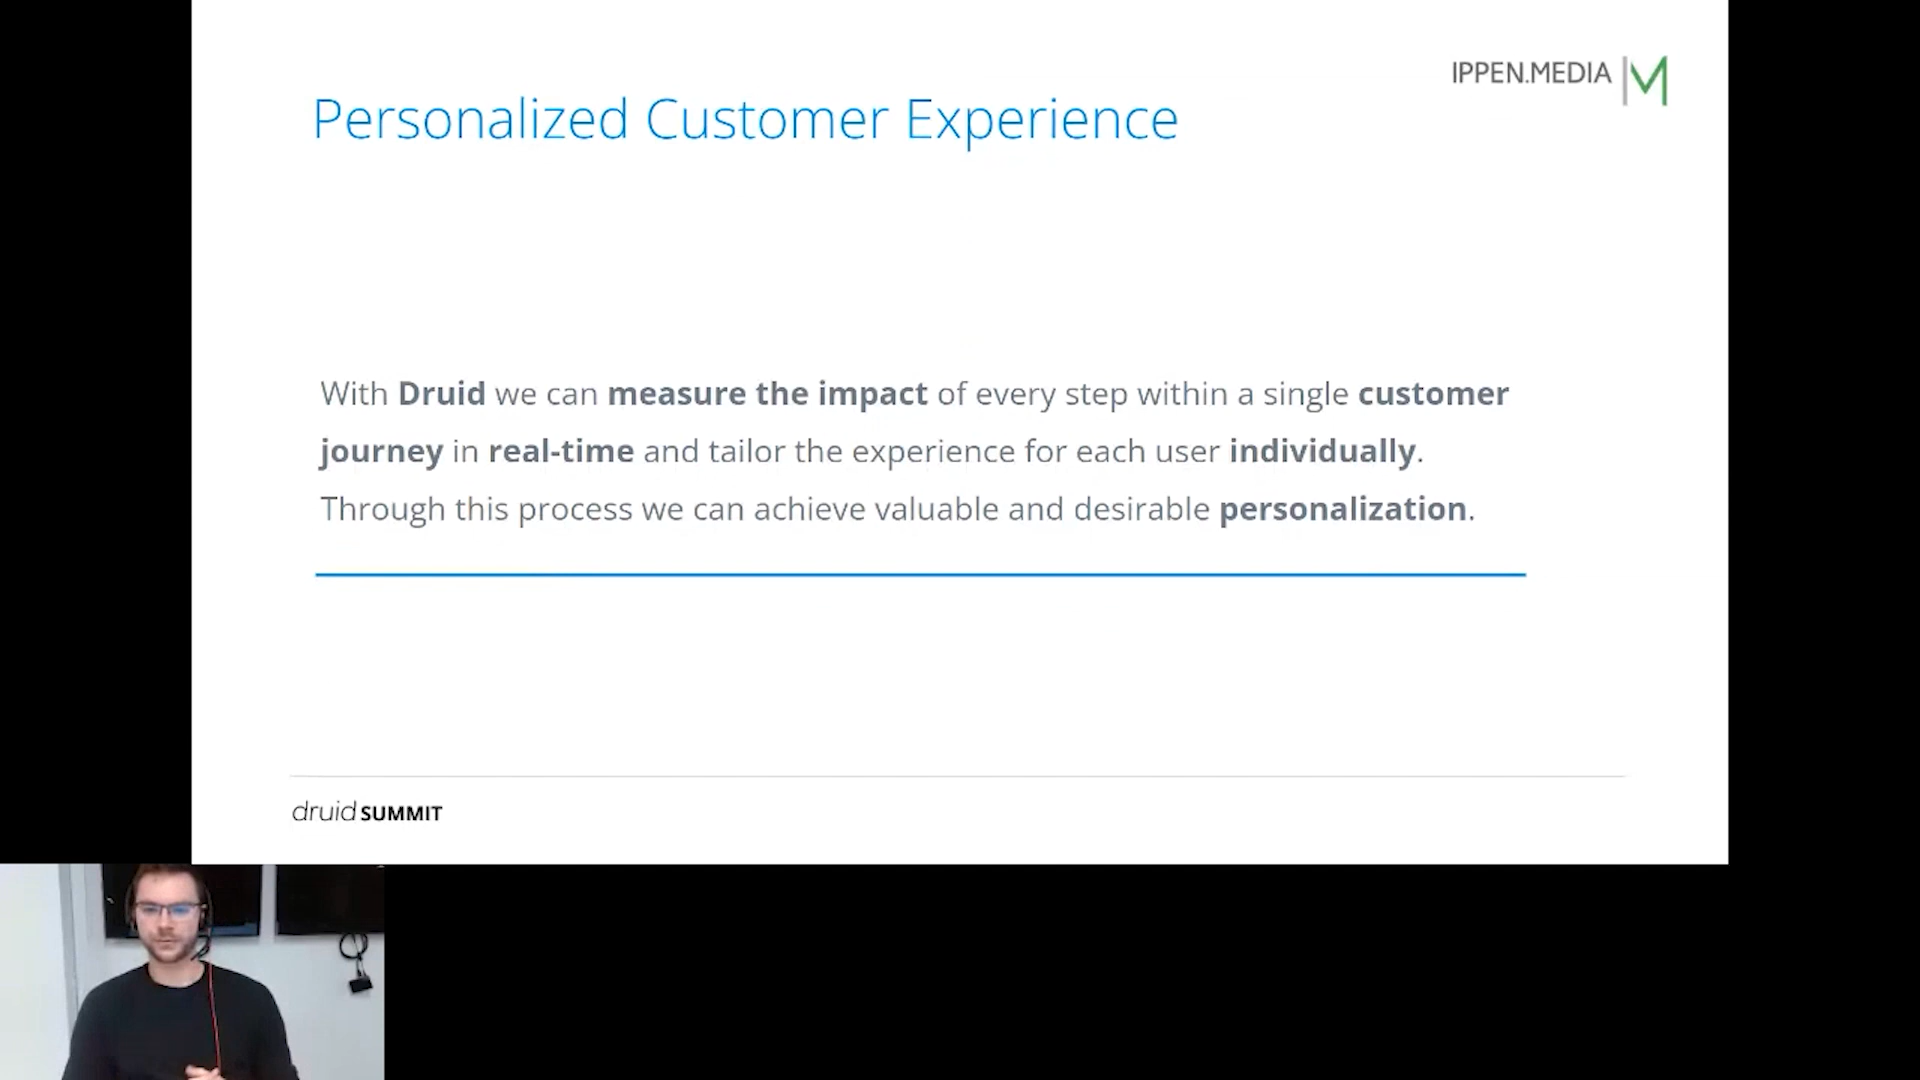 IPPEN.MEDIA
Personalized Customer Experience
With Druid we can measure the impact of every step within a single customer
journey in real-time and tailor the experience for each user individually.
Through this process we can achieve valuable and desirable personalization.
druid SUMMIT